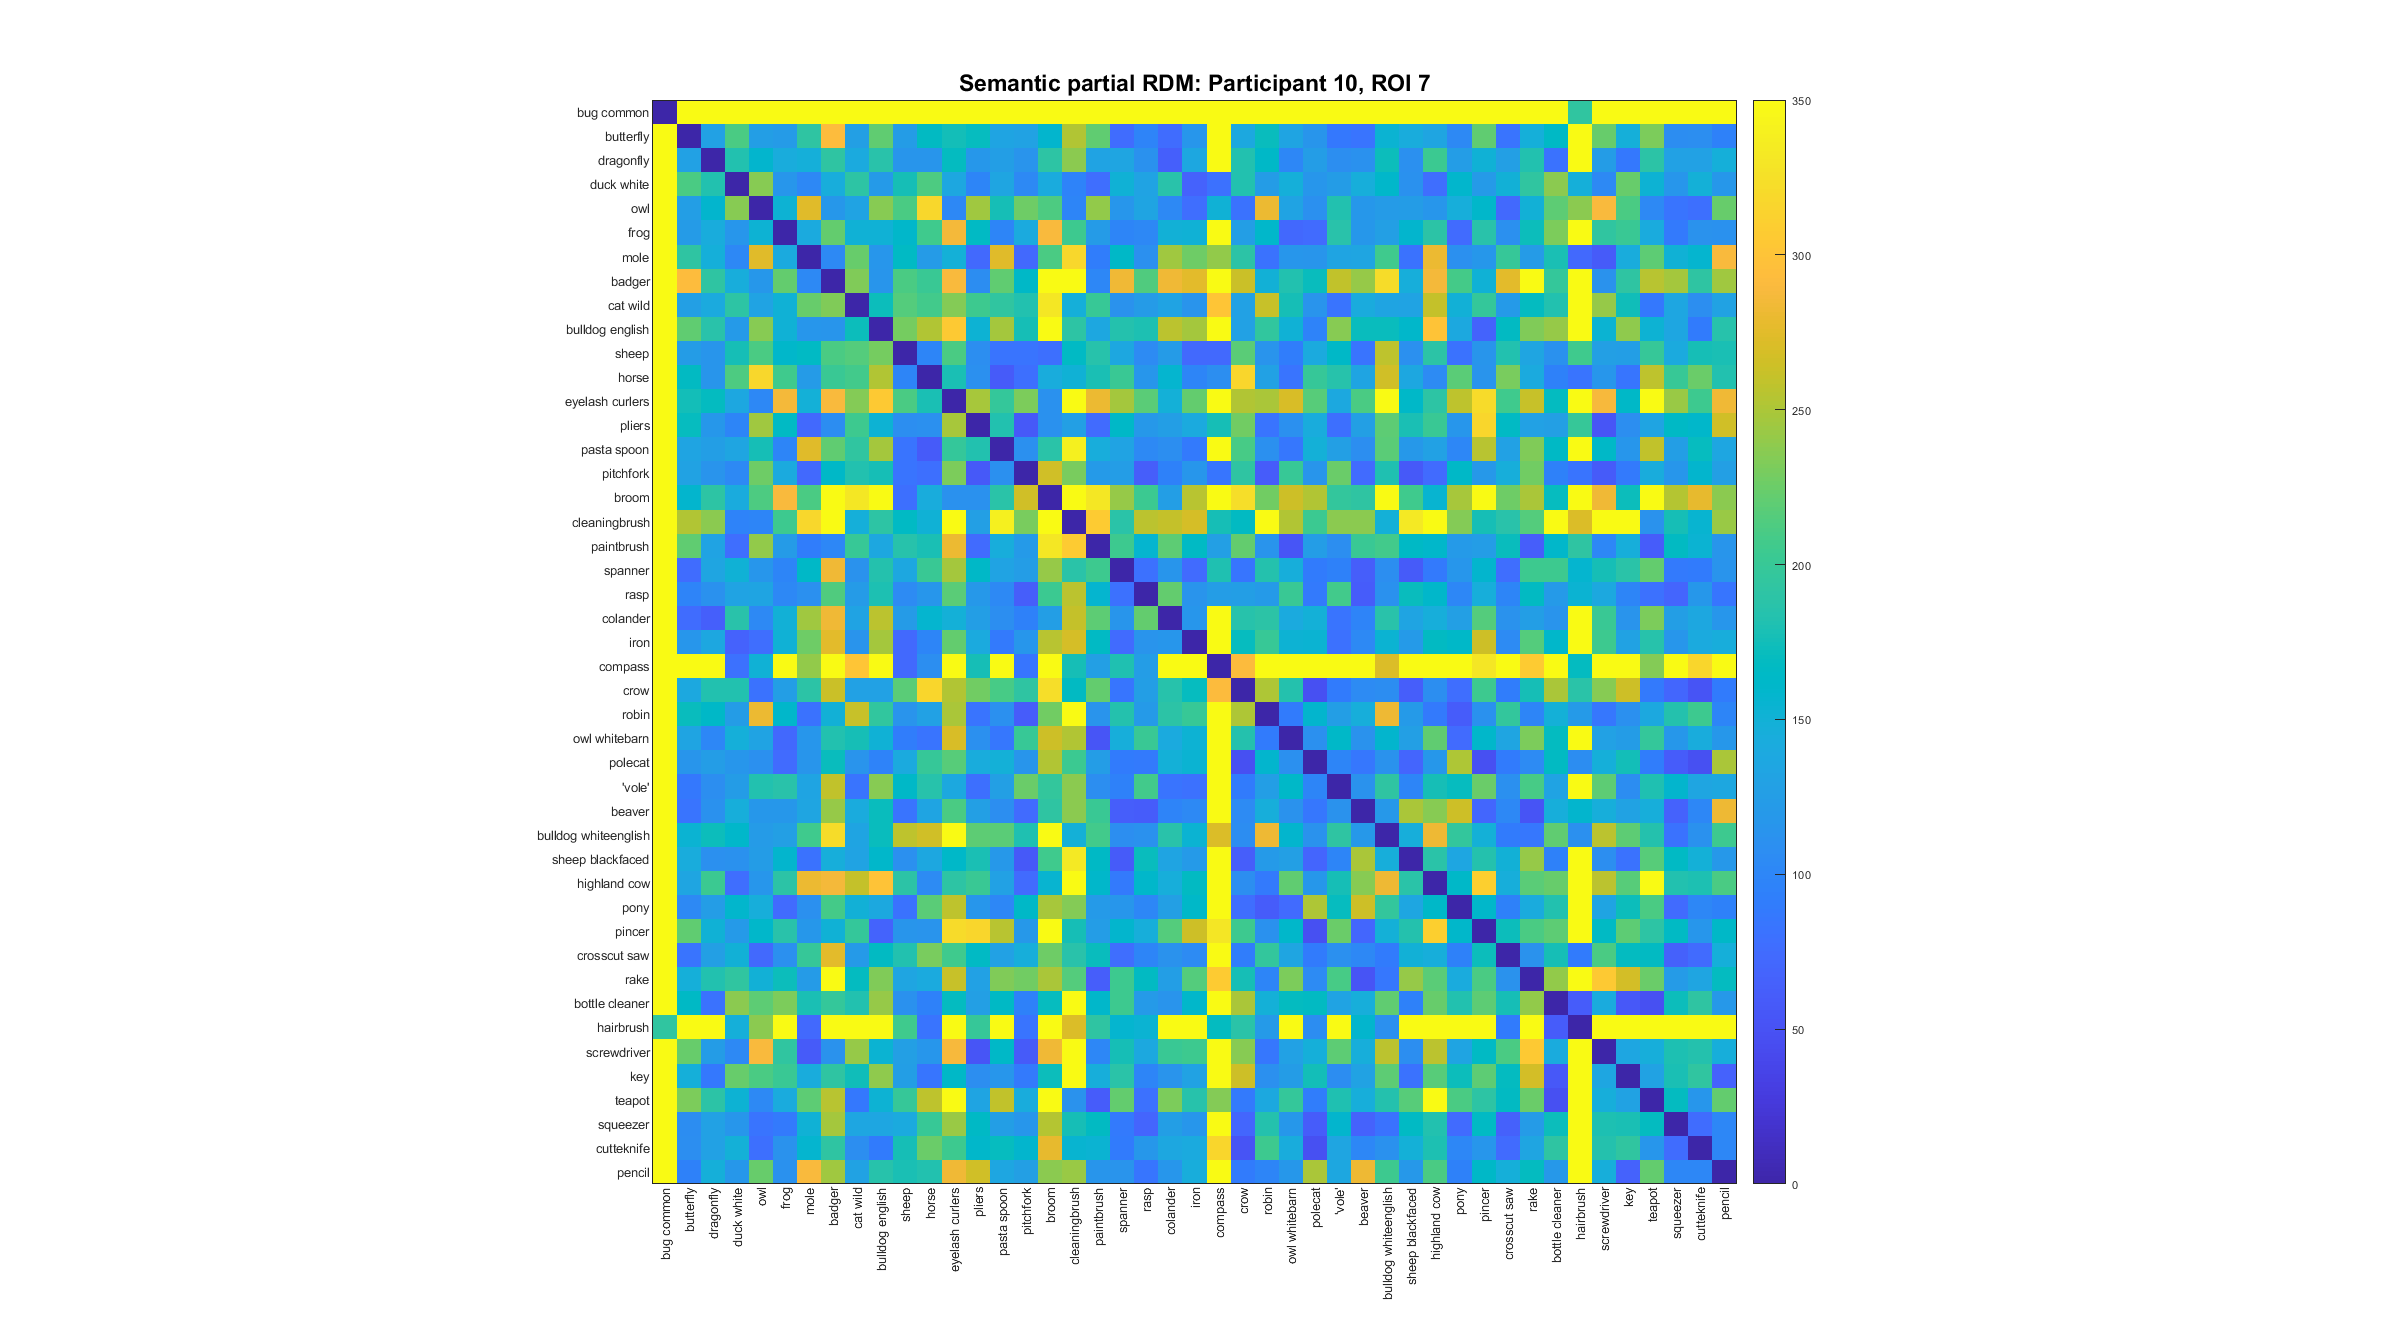 Semantic partial RDM: Participant 10, ROI 7
bug common
butterfly
dragonfly
duck white
owl
frog
mole
badger
cat wild
bulldog english
sheep
horse
eyelash curlers
pliers
pasta spoon
pitchfork
broom
cleaningbrush
paintbrush
spanner
rasp
colander
iron
compass
crow
robin
owl whitebarn
polecat
'vole'
beaver
bulldog whiteenglish
sheep blackfaced
highland cow
pony
pincer
crosscut saw
rake
bottle cleaner
hairbrush
screwdriver
key
teapot
squeezer
cutteknife
pencil
bug common
butterfly
dragonfly
duck white
owl
frog
mole
badger
cat wild
bulldog english
sheep
horse
eyelash curlers
pliers
pasta spoon
pitchfork
broom
cleaningbrush
paintbrush
spanner
rasp
colander
iron
compass
crow
robin
owl whitebarn
polecat
'vole'
beaver
bulldog whiteenglish
sheep blackfaced
highland cow
pony
pincer
crosscut saw
rake
bottle cleaner
hairbrush
screwdriver
key
teapot
squeezer
cutteknife
pencil
350
300
250
200
150
100
50
0